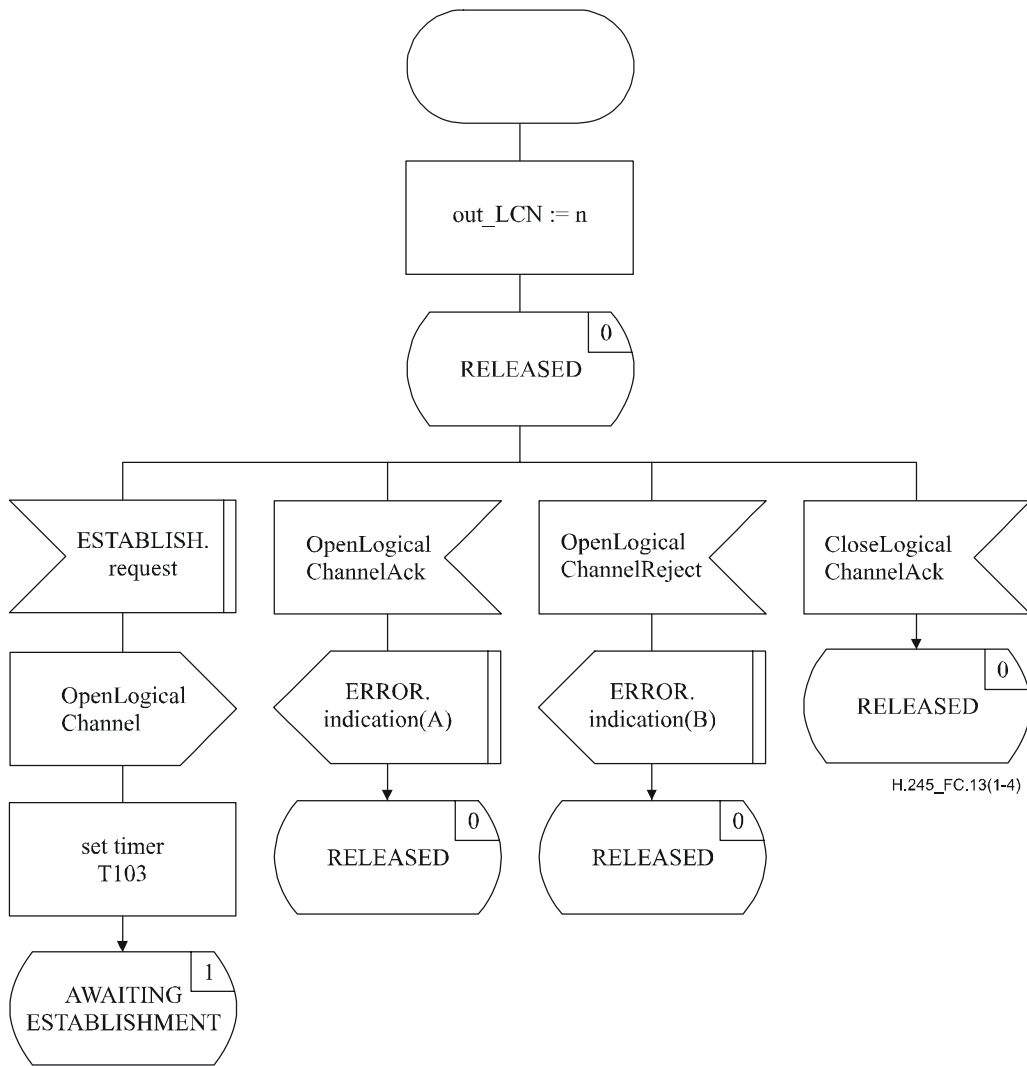 out_LCN := n
0
RELEASED
ESTABLISH.
request
OpenLogical
ChannelAck
OpenLogical
ChannelReject
CloseLogical
ChannelAck
OpenLogical
Channel
ERROR.
indication(A)
ERROR.
indication(B)
0
RELEASED
H.245_FC.13(1-4)
set timer
T103
0
RELEASED
0
RELEASED
1
AWAITING
ESTABLISHMENT